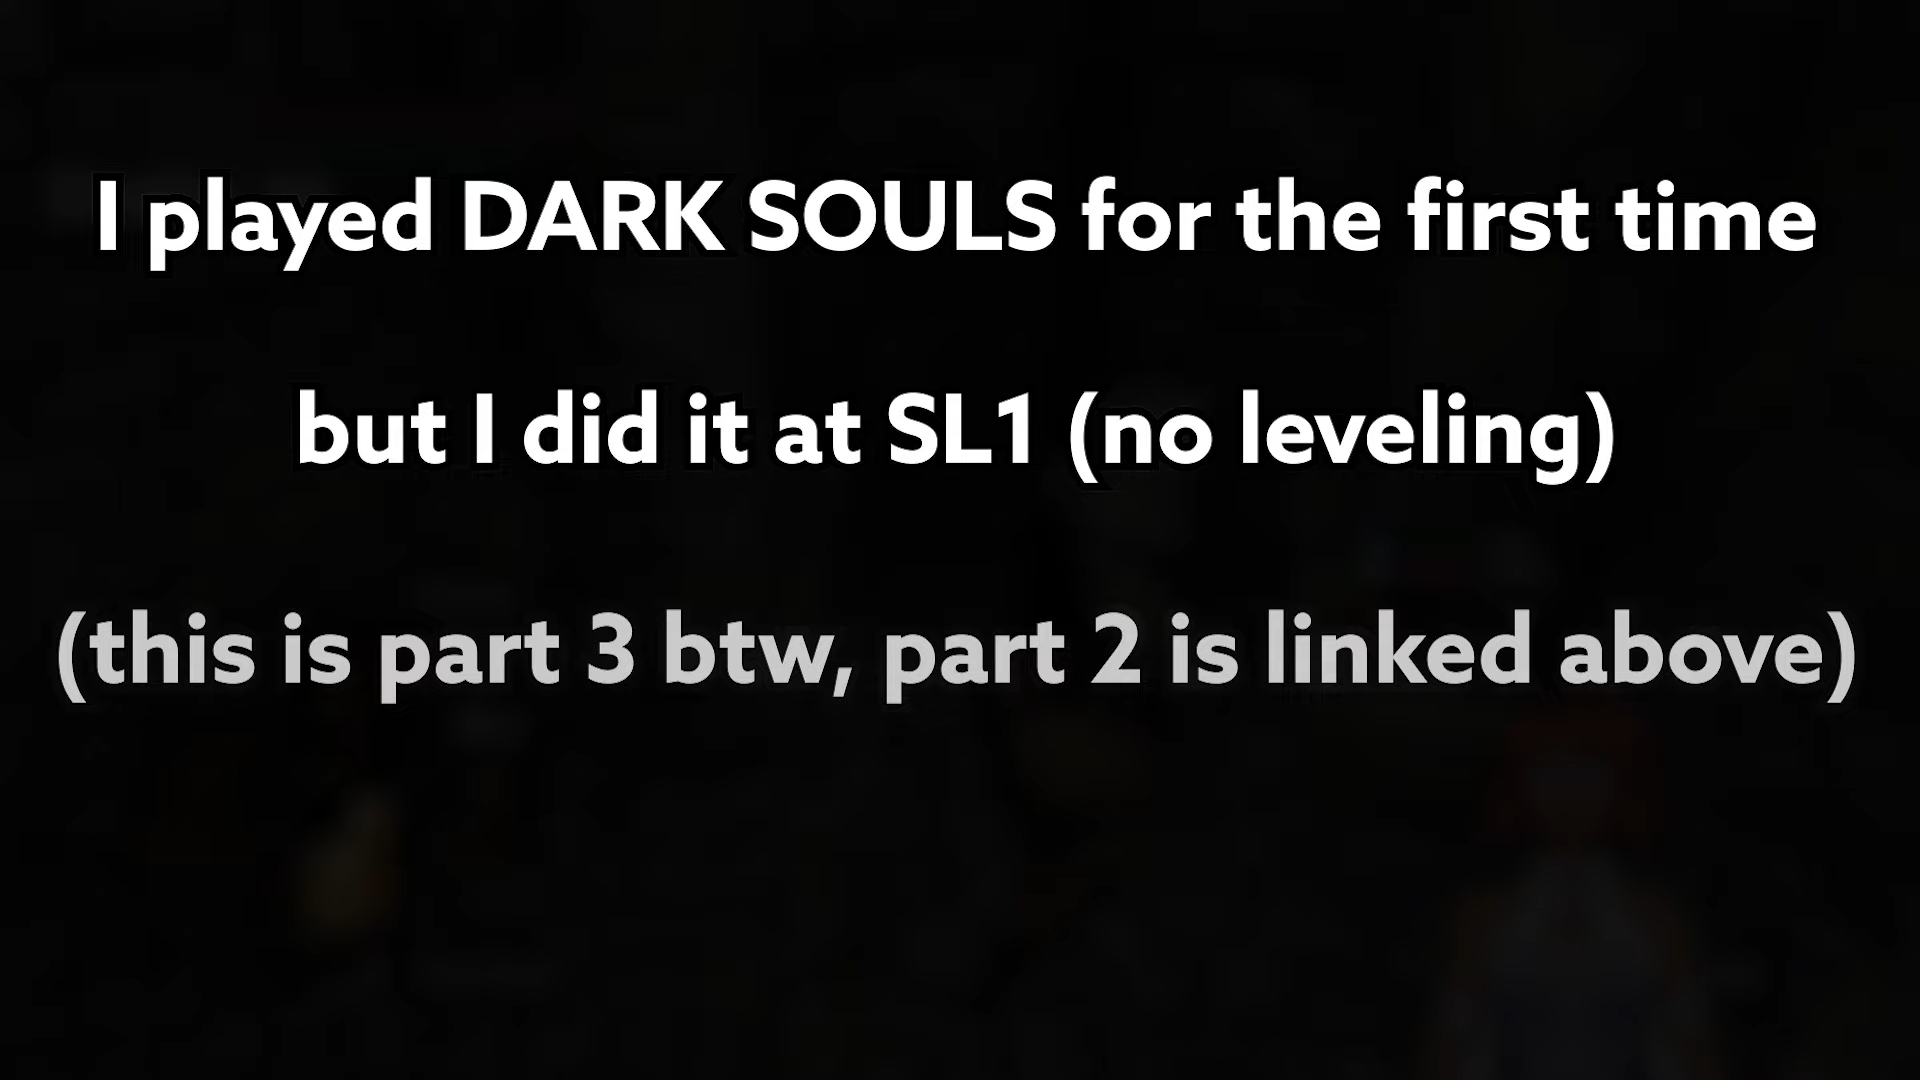 I played DARK SOULS for the first time
but I did it at SL1 (no leveling)
(this is part 3 btw, part 2 is linked above)